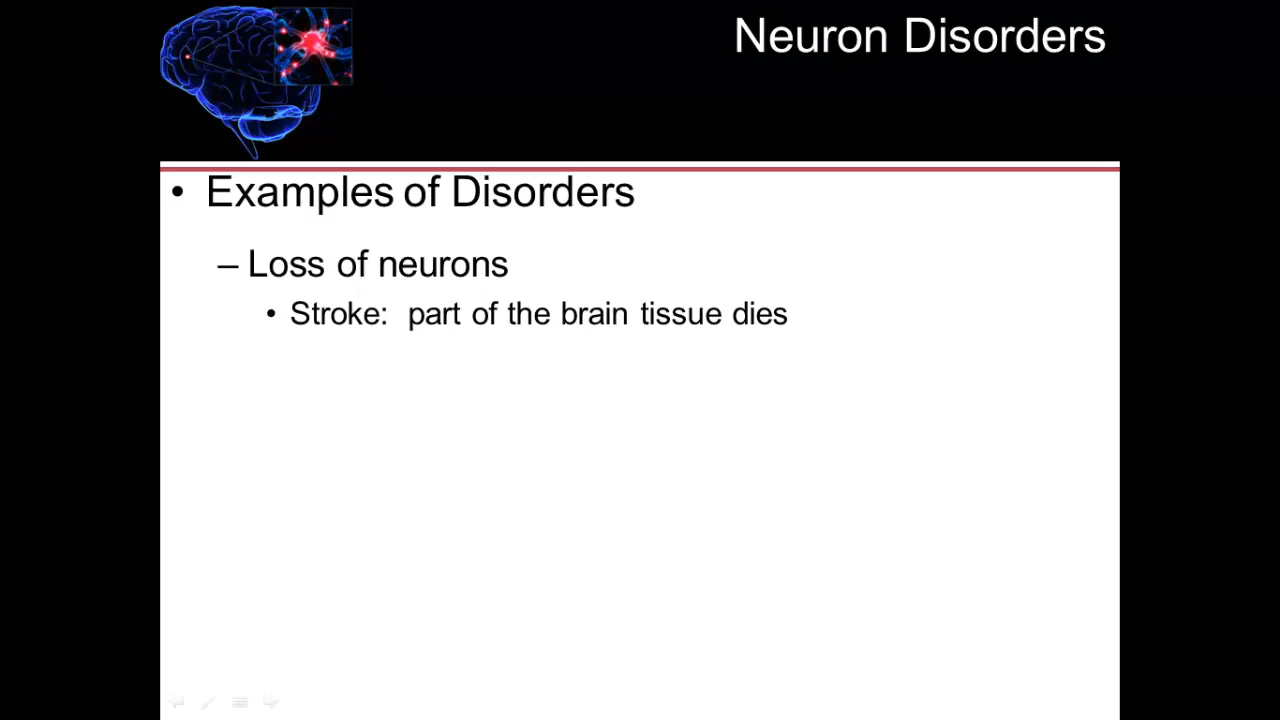 Neuron Disorders
• Examples of Disorders
– Loss of neurons
• Stroke:  part of the brain tissue dies